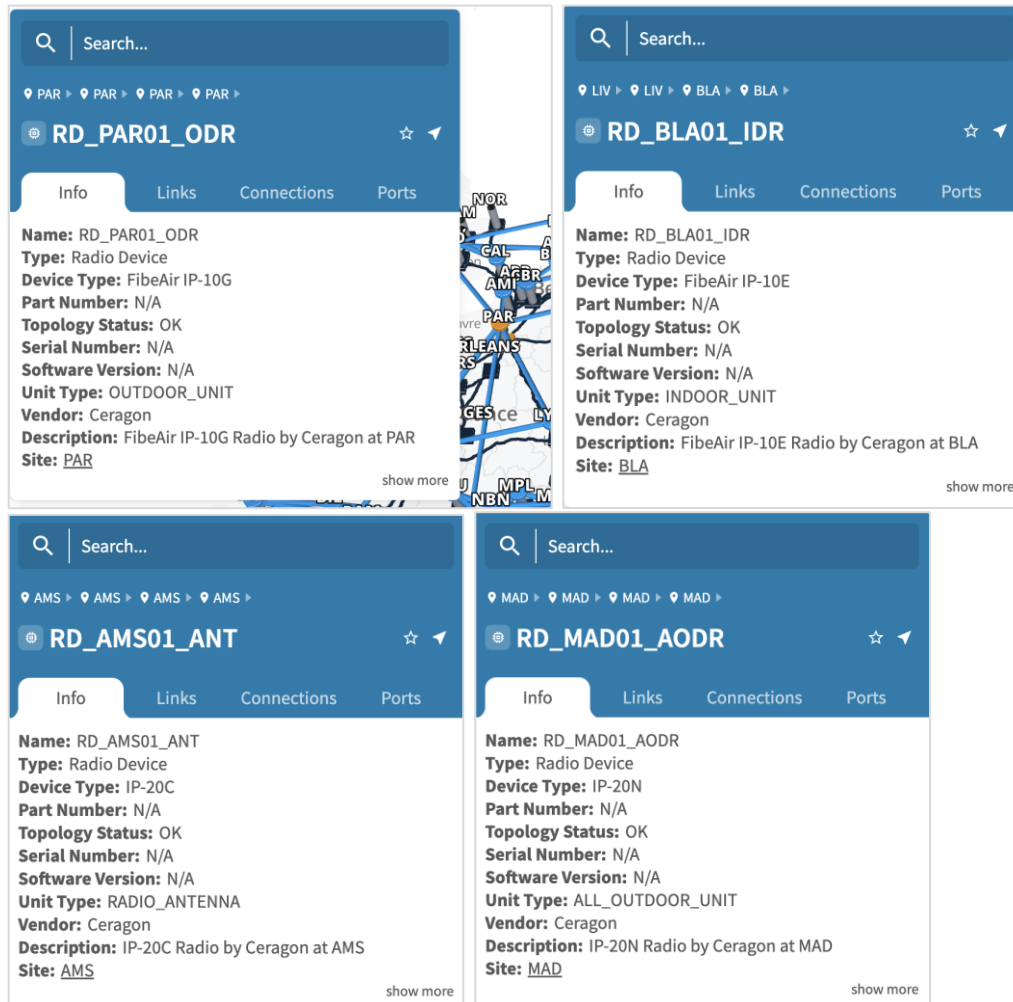 Search...
PAR PAR PAR PAR
RD_PAR01_ODR
Info Links Connections Ports
Name: RD_PAR01_ODR
Type: Radio Device
Device Type: FibeAir IP-10G
Part Number: N/A
Topology Status: OK
Serial Number: N/A
Software Version: N/A
Unit Type: OUTDOOR_UNIT
Vendor: Ceragon
Description: FibeAir IP-10G Radio by Ceragon at PAR
Site: PAR
show more
NOR
CAL
AMI
GBR
PAR
RLEANS
GES
LY
MPL
NBN
Search...
LIV LIV BLA BLA
RD_BLA01_IDR
Info Links Connections Ports
Name: RD_BLA01_IDR
Type: Radio Device
Device Type: FibeAir IP-10E
Part Number: N/A
Topology Status: OK
Serial Number: N/A
Software Version: N/A
Unit Type: INDOOR_UNIT
Vendor: Ceragon
Description: FibeAir IP-10E Radio by Ceragon at BLA
Site: BLA
show more
Search...
AMS AMS AMS AMS
RD_AMS01_ANT
Info Links Connections Ports
Name: RD_AMS01_ANT
Type: Radio Device
Device Type: IP-20C
Part Number: N/A
Topology Status: OK
Serial Number: N/A
Software Version: N/A
Unit Type: RADIO_ANTENNA
Vendor: Ceragon
Description: IP-20C Radio by Ceragon at AMS
Site: AMS
show more
Search...
MAD MAD MAD MAD
RD_MAD01_AODR
Info Links Connections Ports
Name: RD_MAD01_AODR
Type: Radio Device
Device Type: IP-20N
Part Number: N/A
Topology Status: OK
Serial Number: N/A
Software Version: N/A
Unit Type: ALL_OUTDOOR_UNIT
Vendor: Ceragon
Description: IP-20N Radio by Ceragon at MAD
Site: MAD
show more